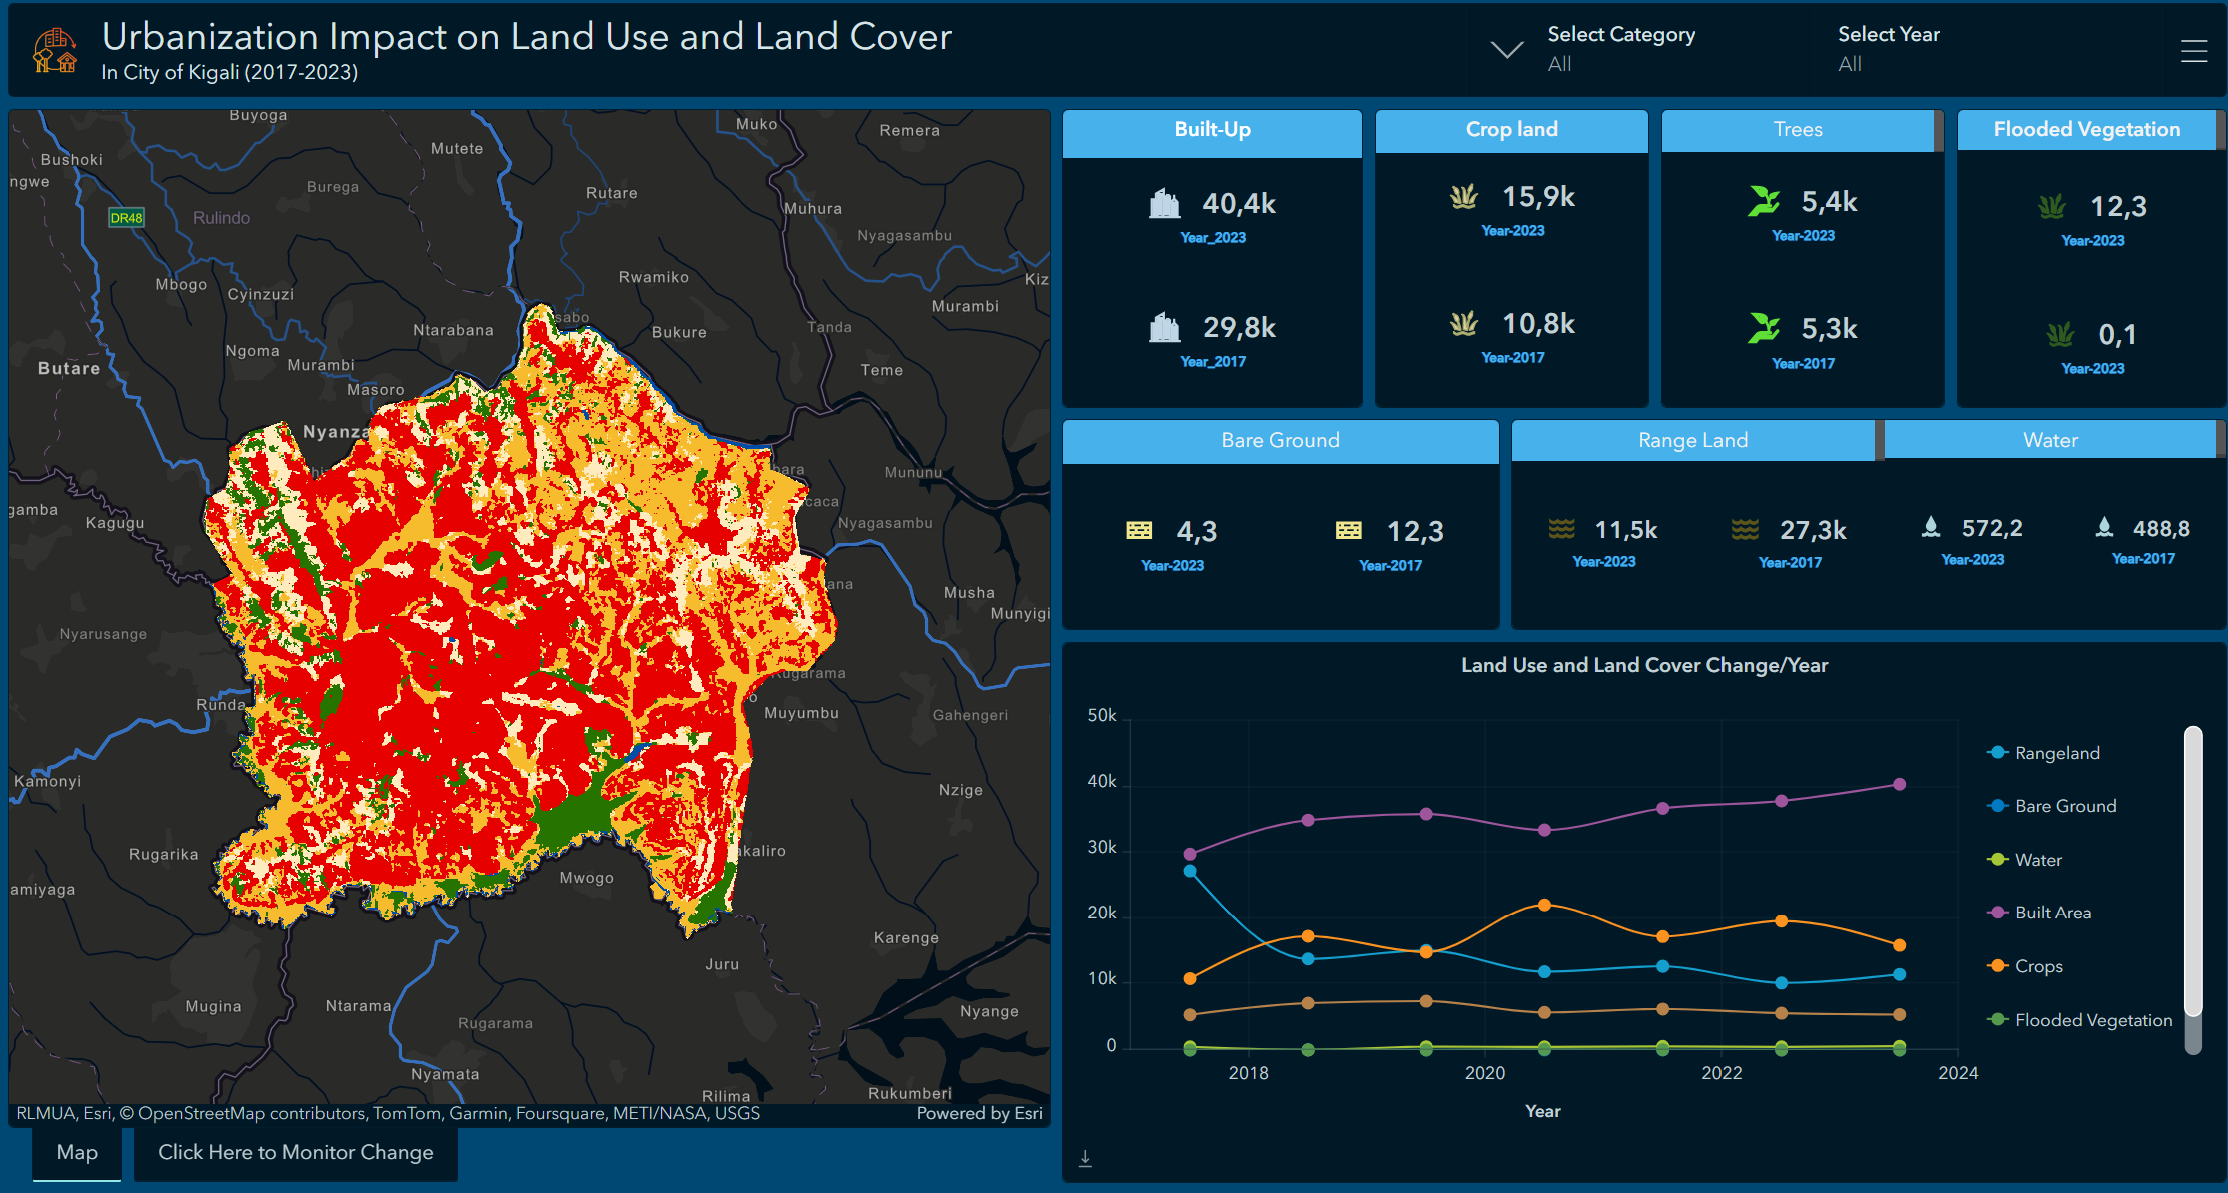 Urbanization Impact on Land Use and Land Cover
In City of Kigali (2017-2023)
Select Category
All
Select Year
All
Buyoga
Muko
Remera
Mutete
Bushoki
ngwe
Burega
Rutare
DR48
Rulindo
Muhura
Nyagasambu
Mbogo
Cyinzuzi
Rwamiko
Kiz
Murambi
Ntarabana
Bukure
Tanda
Ngoma
Murambi
Butare
Masoro
Teme
Nyanza
sabo
bara
Mununu
gamba
Kagugu
caca
Nyagasambu
ana
Musha
Munyigi
Nyarusange
Rugarama
Runda
Muyumbu
Gahengeri
Kamonyi
Nzige
Rugarika
kaliro
amiyaga
Mwogo
Karenge
Juru
Mugina
Ntarama
Rugarama
Nyange
Nyamata
Rilima
Rukumberi
RLMUA, Esri, © OpenStreetMap contributors, TomTom, Garmin, Foursquare, METI/NASA, USGS
Powered by Esri
Map
Click Here to Monitor Change
Built-Up
40,4k
Year_2023
29,8k
Year_2017
Crop land
15,9k
Year-2023
10,8k
Year-2017
Trees
5,4k
Year-2023
5,3k
Year-2017
Flooded Vegetation
12,3
Year-2023
0,1
Year-2023
Bare Ground
4,3
Year-2023
12,3
Year-2017
Range Land
11,5k
Year-2023
27,3k
Year-2017
Water
572,2
Year-2023
488,8
Year-2017
Land Use and Land Cover Change/Year
50k
40k
30k
20k
10k
0
2018
2020
2022
2024
Year
Rangeland
Bare Ground
Water
Built Area
Crops
Flooded Vegetation